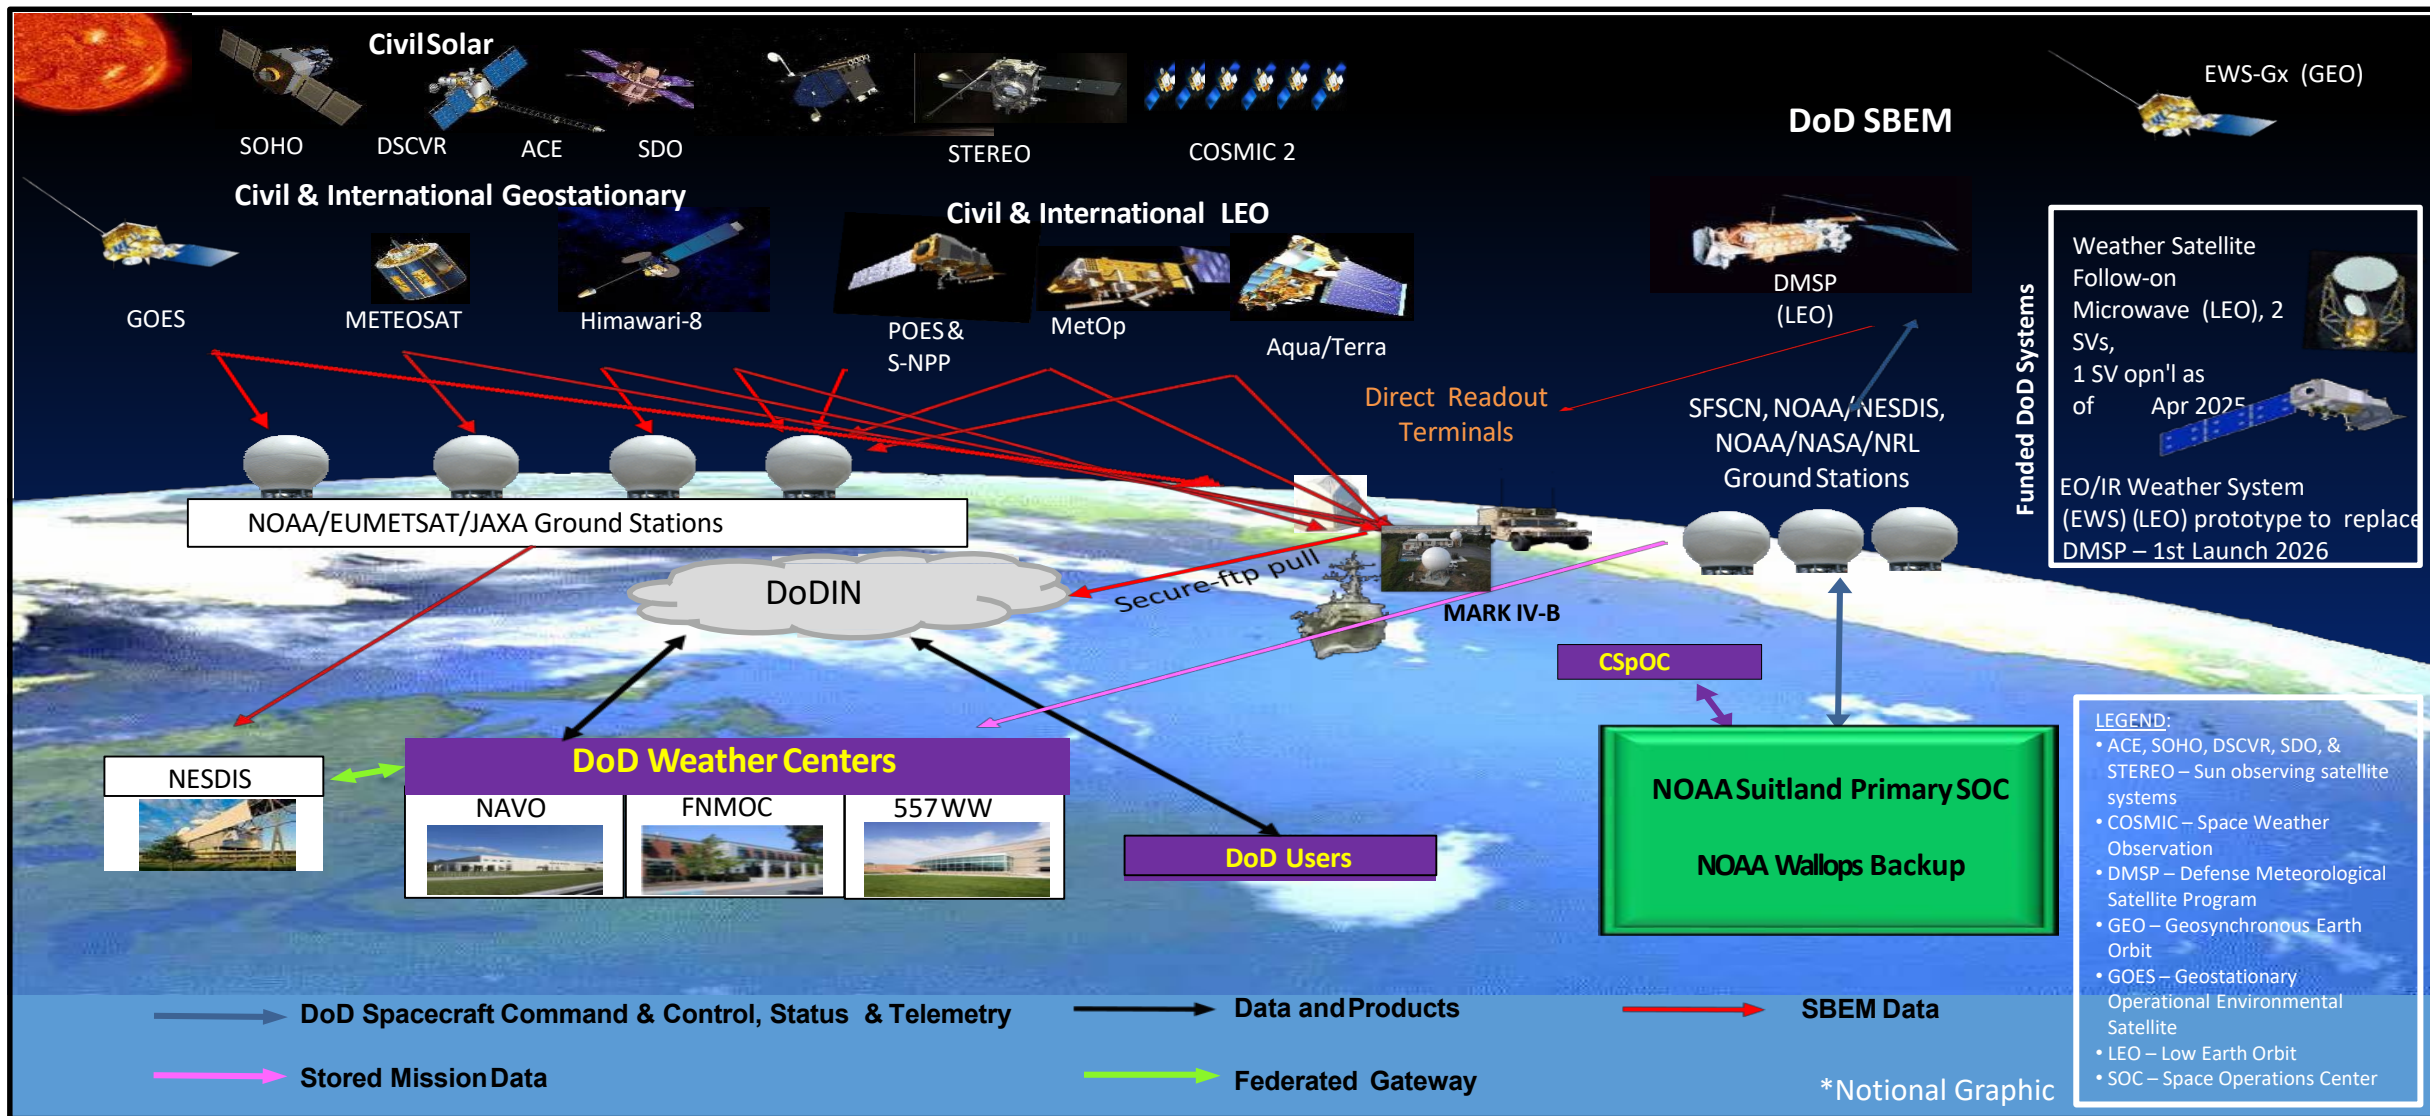 Civil Solar
EWS-Gx (GEO)
DoD SBEM
SOHO
DSCVR
ACE
SDO
STEREO
COSMIC 2
Civil & International Geostationary
Civil & International LEO
GOES
METEOSAT
Himawari-8
POES &
S-NPP
MetOp
Aqua/Terra
DMSP
(LEO)
Funded DoD Systems
Weather Satellite
Follow-on
Microwave (LEO), 2
SVs,
1 SV opn'l as
of Apr 2025
EO/IR Weather System
(EWS) (LEO) prototype to replace
DMSP – 1st Launch 2026
Direct Readout
Terminals
SFSCN, NOAA/NESDIS,
NOAA/NASA/NRL
Ground Stations
NOAA/EUMETSAT/JAXA Ground Stations
DoDIN
Secure-ftp pull
MARK IV-B
CSpOC
NESDIS
DoD Weather Centers
NAVO
FNMOC
557 WW
DoD Users
NOAA Suitland Primary SOC
NOAA Wallops Backup
LEGEND:
• ACE, SOHO, DSCVR, SDO, &
STEREO – Sun observing satellite
systems
• COSMIC – Space Weather
Observation
• DMSP – Defense Meteorological
Satellite Program
• GEO – Geosynchronous Earth
Orbit
• GOES – Geostationary
Operational Environmental
Satellite
• LEO – Low Earth Orbit
• SOC – Space Operations Center
DoD Spacecraft Command & Control, Status & Telemetry
Data and Products
SBEM Data
Stored Mission Data
Federated Gateway
*Notional Graphic